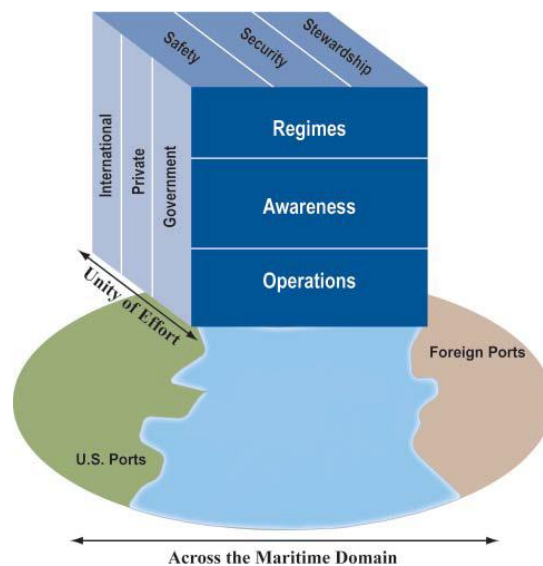 Safety
Security
Stewardship
International
Private
Government
Regimes
Awareness
Operations
Unity of Effort
Foreign Ports
U.S. Ports
Across the Maritime Domain